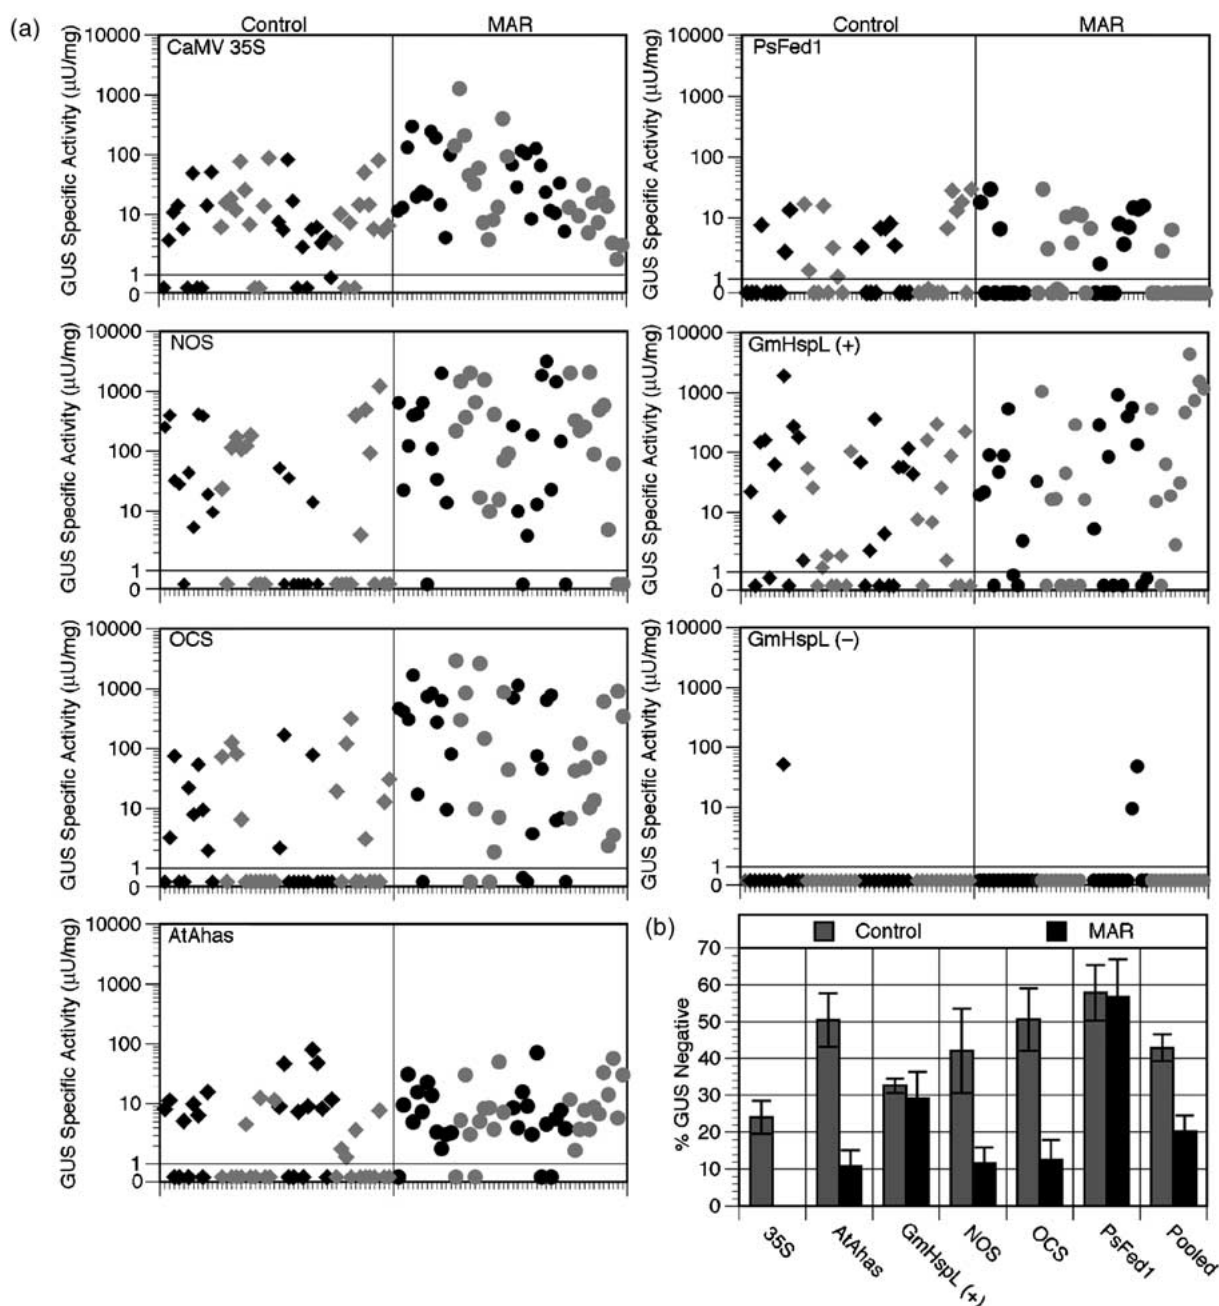 (a)
Control MAR
CaMV 35S
GUS Specific Activity (µU/mg)
10000
1000
100
10
1
0
NOS
GUS Specific Activity (µU/mg)
10000
1000
100
10
1
0
OCS
GUS Specific Activity (µU/mg)
10000
1000
100
10
1
0
AtAhas
GUS Specific Activity (µU/mg)
10000
1000
100
10
1
0
Control MAR
PsFed1
GUS Specific Activity (µU/mg)
10000
1000
100
10
1
0
GmHspL (+)
GUS Specific Activity (µU/mg)
10000
1000
100
10
1
0
GmHspL (–)
GUS Specific Activity (µU/mg)
10000
1000
100
10
1
0
(b)
Control MAR
% GUS Negative
70
60
50
40
30
20
10
0
35S
AtAhas
GmHspL (+)
NOS
OCS
PsFed1
Pooled